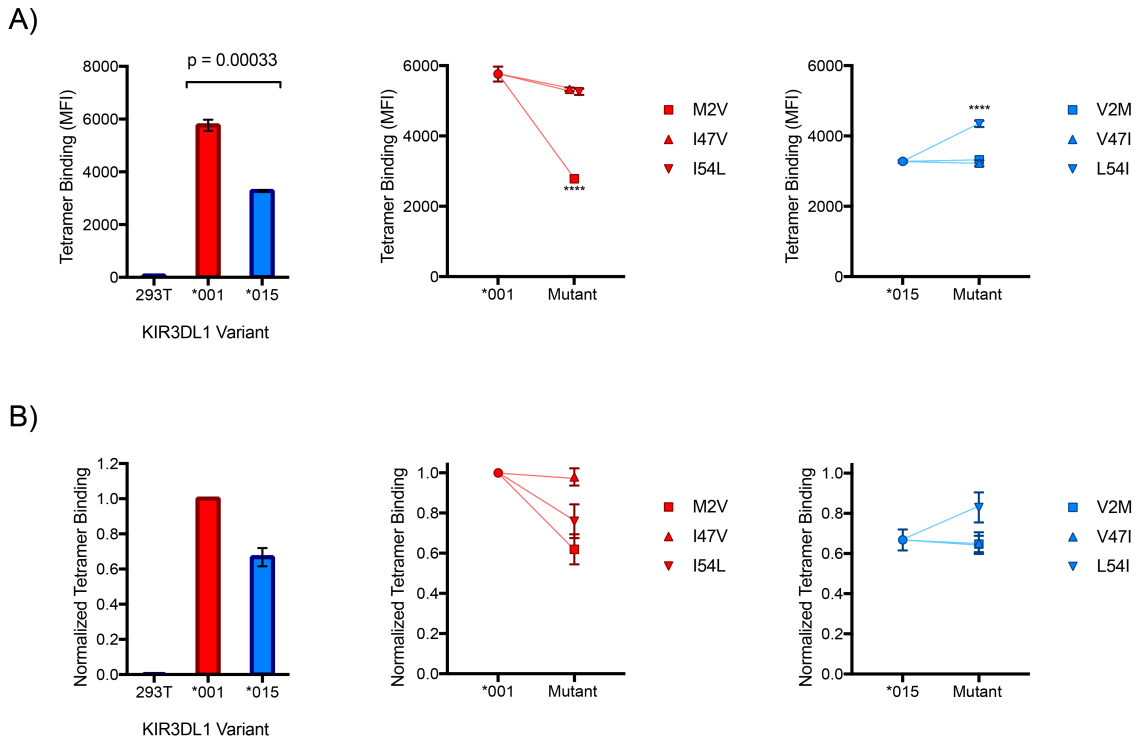 A)
p = 0.00033
Tetramer Binding (MFI)
8000
6000
4000
2000
0
293T
*001
*015
KIR3DL1 Variant
Tetramer Binding (MFI)
6000
4000
2000
0
****
*001
Mutant
M2V
I47V
I54L
Tetramer Binding (MFI)
6000
4000
2000
0
****
*015
Mutant
V2M
V47I
L54I
B)
Normalized Tetramer Binding
1.2
1.0
0.8
0.6
0.4
0.2
0.0
293T
*001
*015
KIR3DL1 Variant
Normalized Tetramer Binding
1.0
0.8
0.6
0.4
0.2
0.0
*001
Mutant
M2V
I47V
I54L
Normalized Tetramer Binding
1.0
0.8
0.6
0.4
0.2
0.0
*015
Mutant
V2M
V47I
L54I